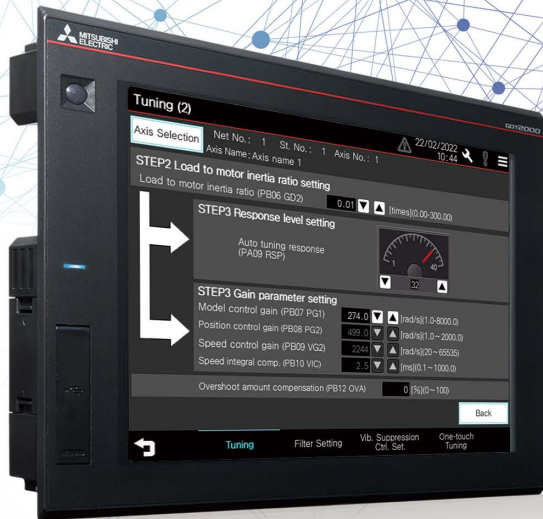 MITSUBISHI
ELECTRIC
GOT2000
Tuning (2)
Axis Selection
Net No.: 1 St. No.: 1 Axis No.: 1
Axis Name:Axis name 1
22/02/2022
10:44
STEP2 Load to motor inertia ratio setting
Load to motor inertia ratio (PB06 GD2) 0.01 [times](0.00-300.00)
STEP3 Response level setting
Auto tuning response
(PA09 RSP)
1 40
32
STEP3 Gain parameter setting
Model control gain (PB07 PG1) 274.0 [rad/s](1.0-8000.0)
Position control gain (PB08 PG2) 499.0 [rad/s](1.0~2000.0)
Speed control gain (PB09 VG2) 2244 [rad/s](20~65535)
Speed integral comp. (PB10 VIC) 2.5 [ms](0.1~1000.0)
Overshoot amount compensation (PB12 OVA) 0 [%](0~100)
Back
Tuning
Filter Setting
Vib. Suppression
Ctrl. Set.
One-touch
Tuning